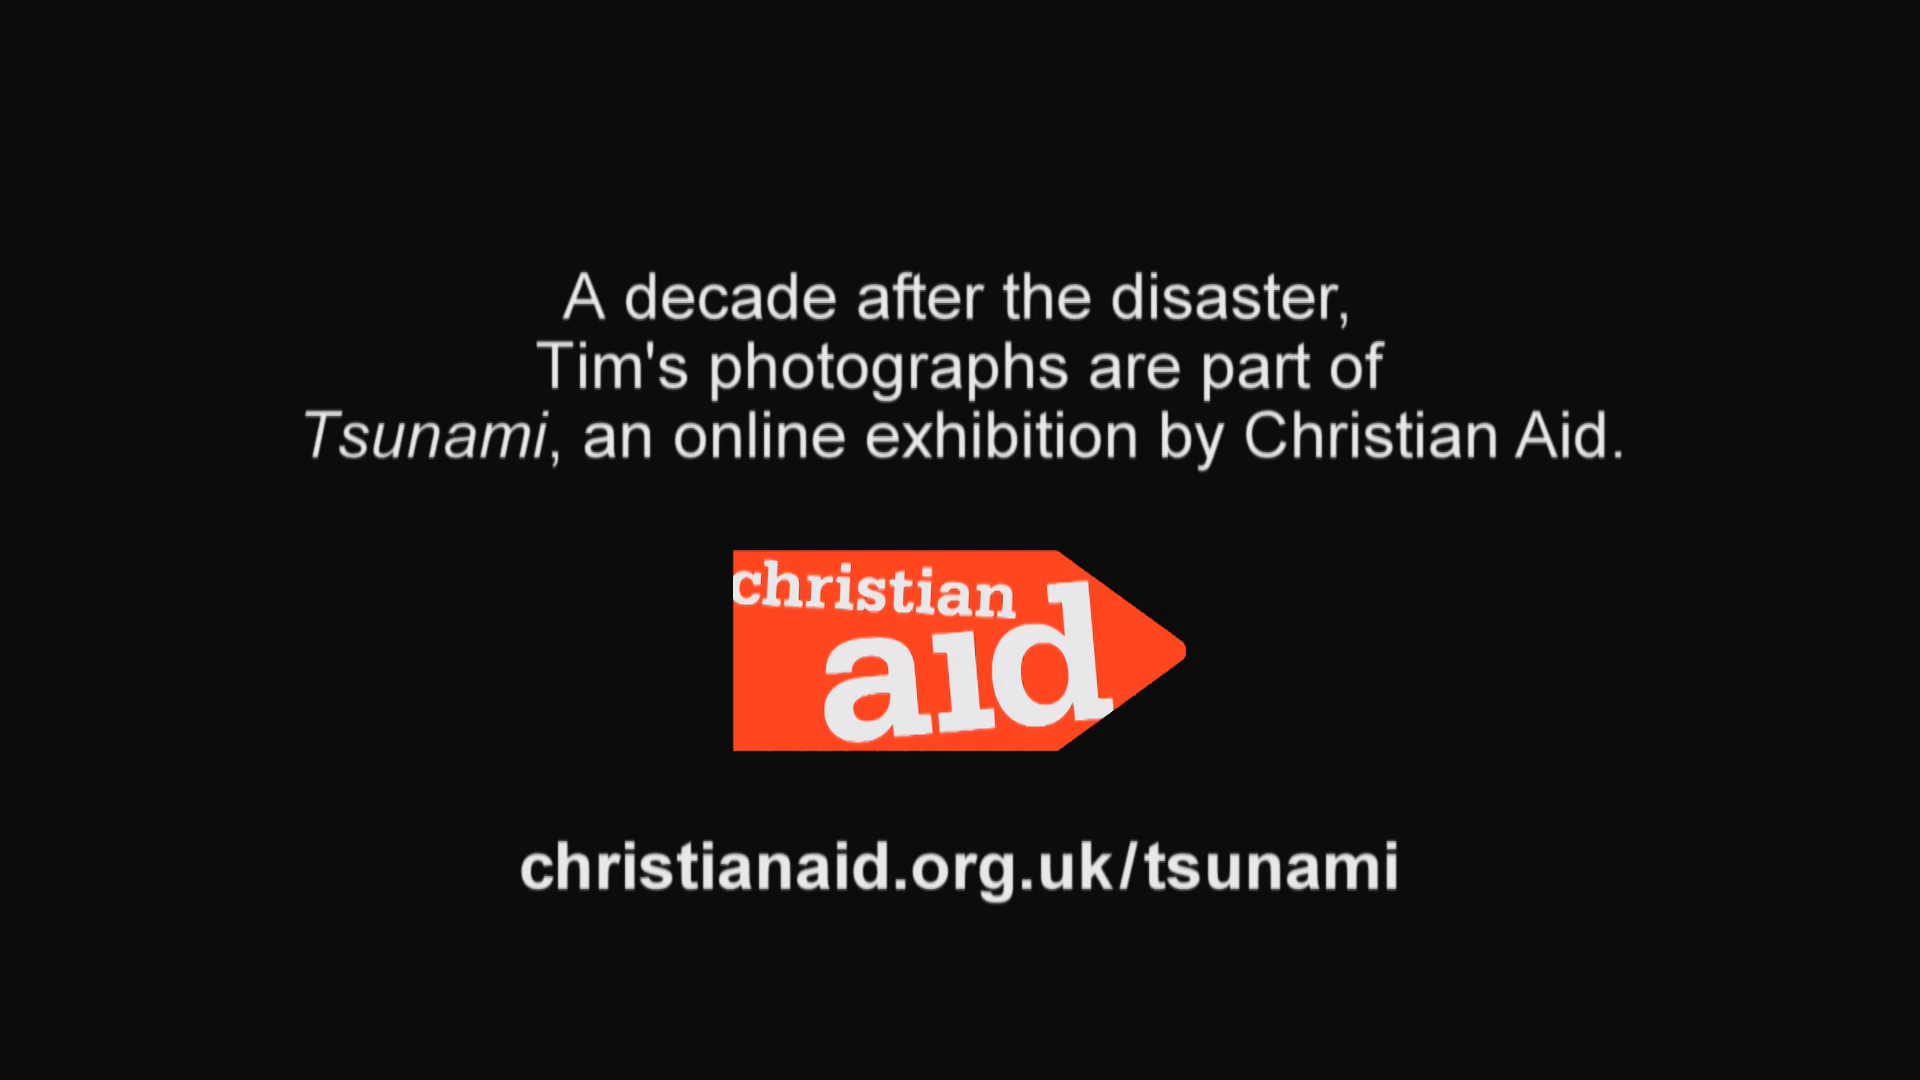 A decade after the disaster,
Tim's photographs are part of
Tsunami, an online exhibition by Christian Aid.
christian
aid
christianaid.org.uk/tsunami